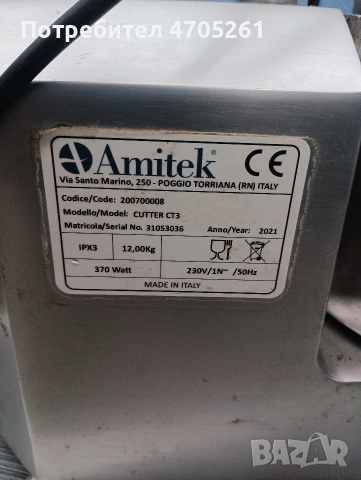 Потребител 4705261
Amitek® CE
Via Santo Marino, 250 - POGGIO TORRIANA (RN) ITALY
Codice/Code: 200700008
Modello/Model: CUTTER CT3
Matricola/Serial No. 31053036 Anno/Year: 2021
IPX3 12,00Kg
370 Watt 230V/1N~ /50Hz
MADE IN ITALY
BAZAR